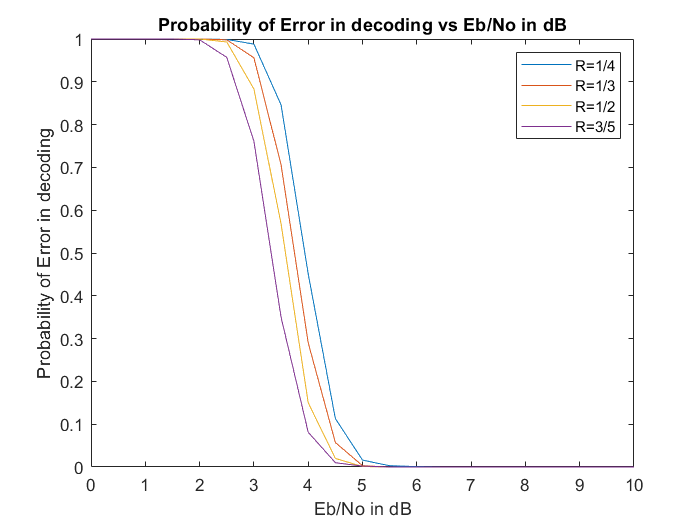 Probability of Error in decoding vs Eb/No in dB
Probability of Error in decoding
1
0.9
0.8
0.7
0.6
0.5
0.4
0.3
0.2
0.1
0
R=1/4
R=1/3
R=1/2
R=3/5
0 1 2 3 4 5 6 7 8 9 10
Eb/No in dB